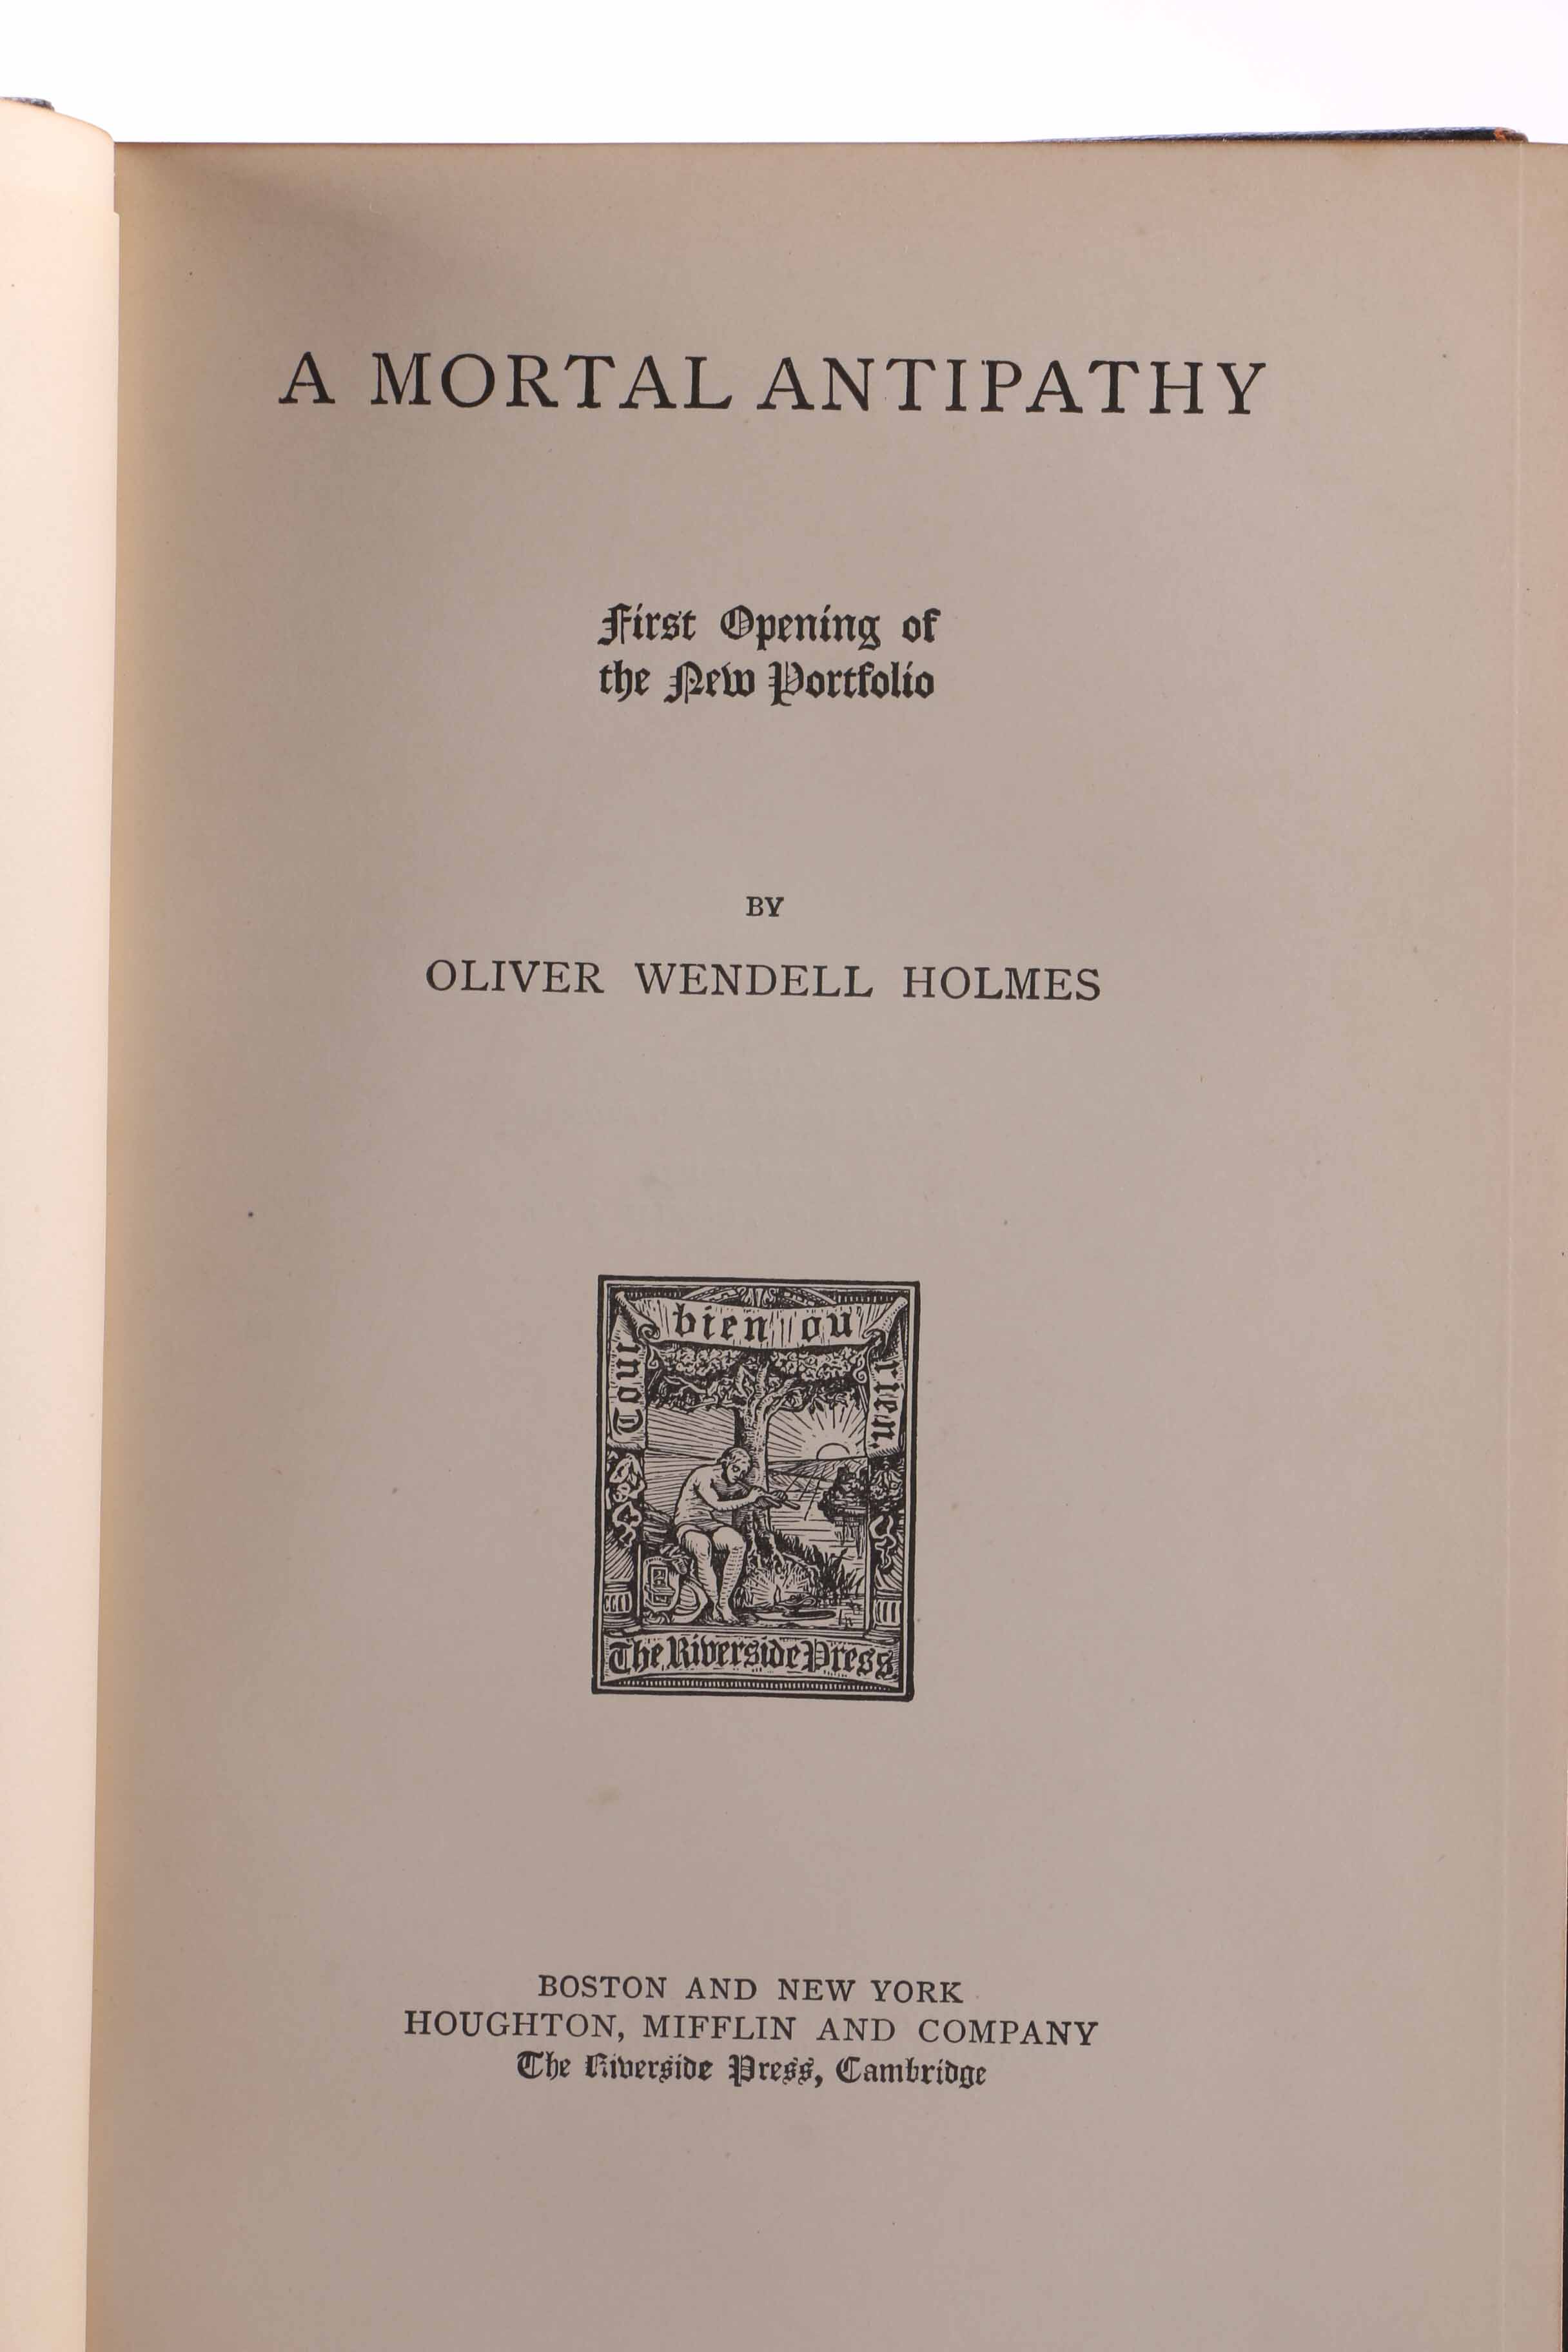 A MORTAL ANTIPATHY
First Opening of
the New Portfolio
BY
OLIVER WENDELL HOLMES
Tout
bien ou
rien
The Riverside Press
BOSTON AND NEW YORK
HOUGHTON, MIFFLIN AND COMPANY
The Riverside Press, Cambridge